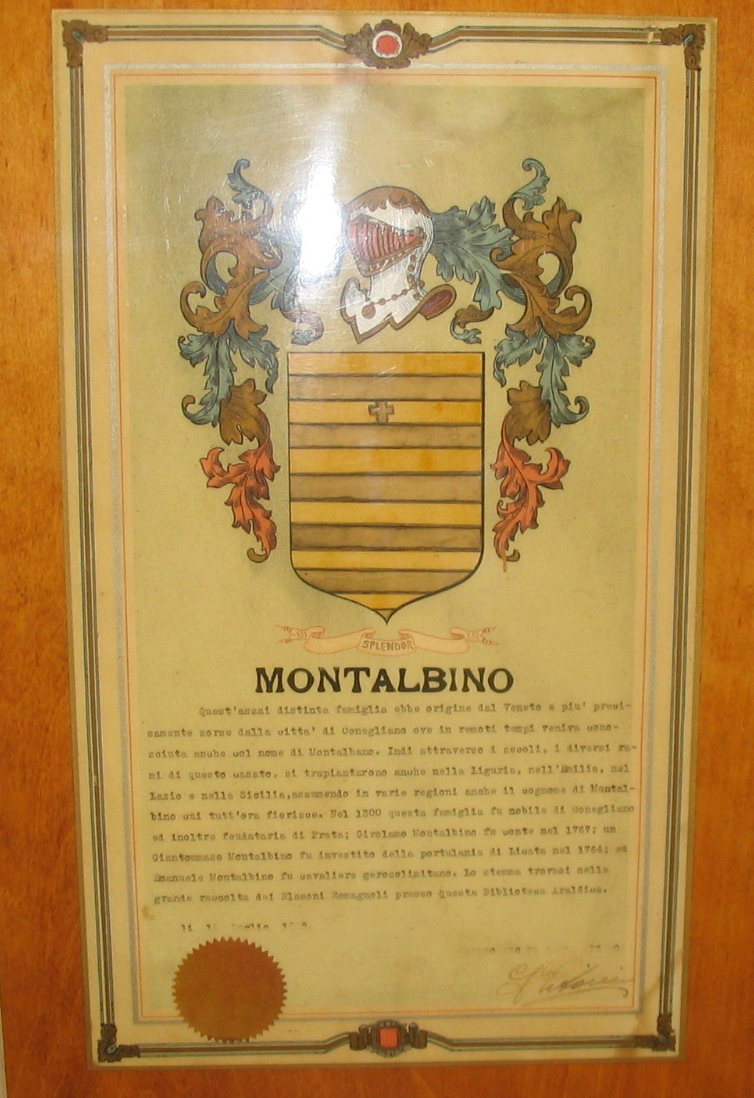 SPLENDOR
MONTALBINO
Quest'assai distinta famiglia ebbe origine dal Veneto e piu' preci-
samente sorse dalla citta' di Conegliano ove in remoti tempi veniva cono-
sciuta anche col nome di Montalbano. Indi attraverso i secoli, i diversi ra-
mi di questo casato, si trapiantarono anche nella Liguria, nell'Emilia, nel
Lazio e nella Sicilia,assumendo in varie regioni anche il cognome di Montal-
bino cui tutt'ora fiorisce. Nel 1300 questa famiglia fu nobile di Conegliano
ed inoltre feudataria di Prata; Girolamo Montalbino fu conte nel 1767; un
Giantommaso Montalbino fu investito della portulania di Licata nel 1764; ed
Emanuele Montalbino fu cavaliere gerosolimitano. Lo stemma trovasi nella
grande raccolta dei Blasoni Romagnoli presso questa Biblioteca Araldica.